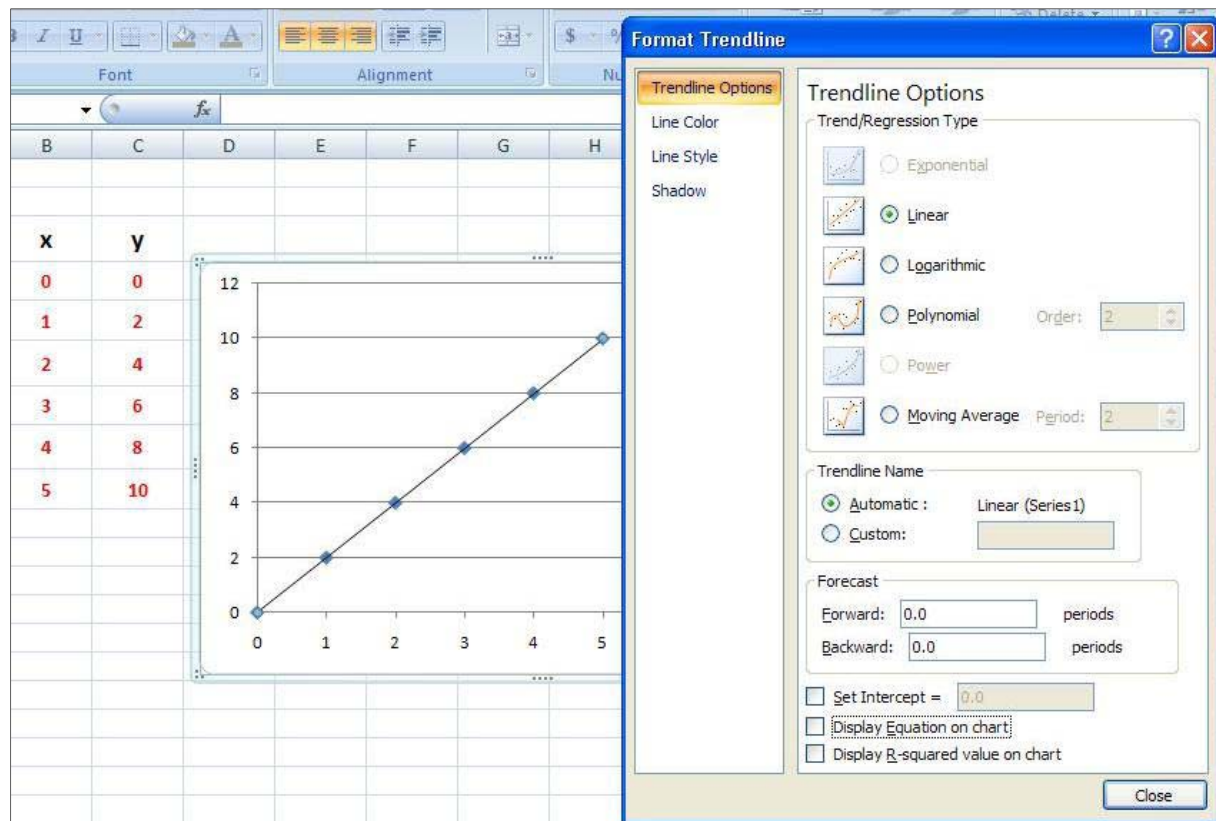 I U A $ %
Delete
Font Alignment Nu
fx
B C D E F G H
x y
0 0
1 2
2 4
3 6
4 8
5 10
12
10
8
6
4
2
0
0 1 2 3 4 5
Format Trendline
Trendline Options
Line Color
Line Style
Shadow
Trendline Options
Trend/Regression Type
Exponential
Linear
Logarithmic
Polynomial Order: 2
Power
Moving Average Period: 2
Trendline Name
Automatic : Linear (Series1)
Custom:
Forecast
Forward: 0.0 periods
Backward: 0.0 periods
Set Intercept = 0.0
Display Equation on chart
Display R-squared value on chart
Close